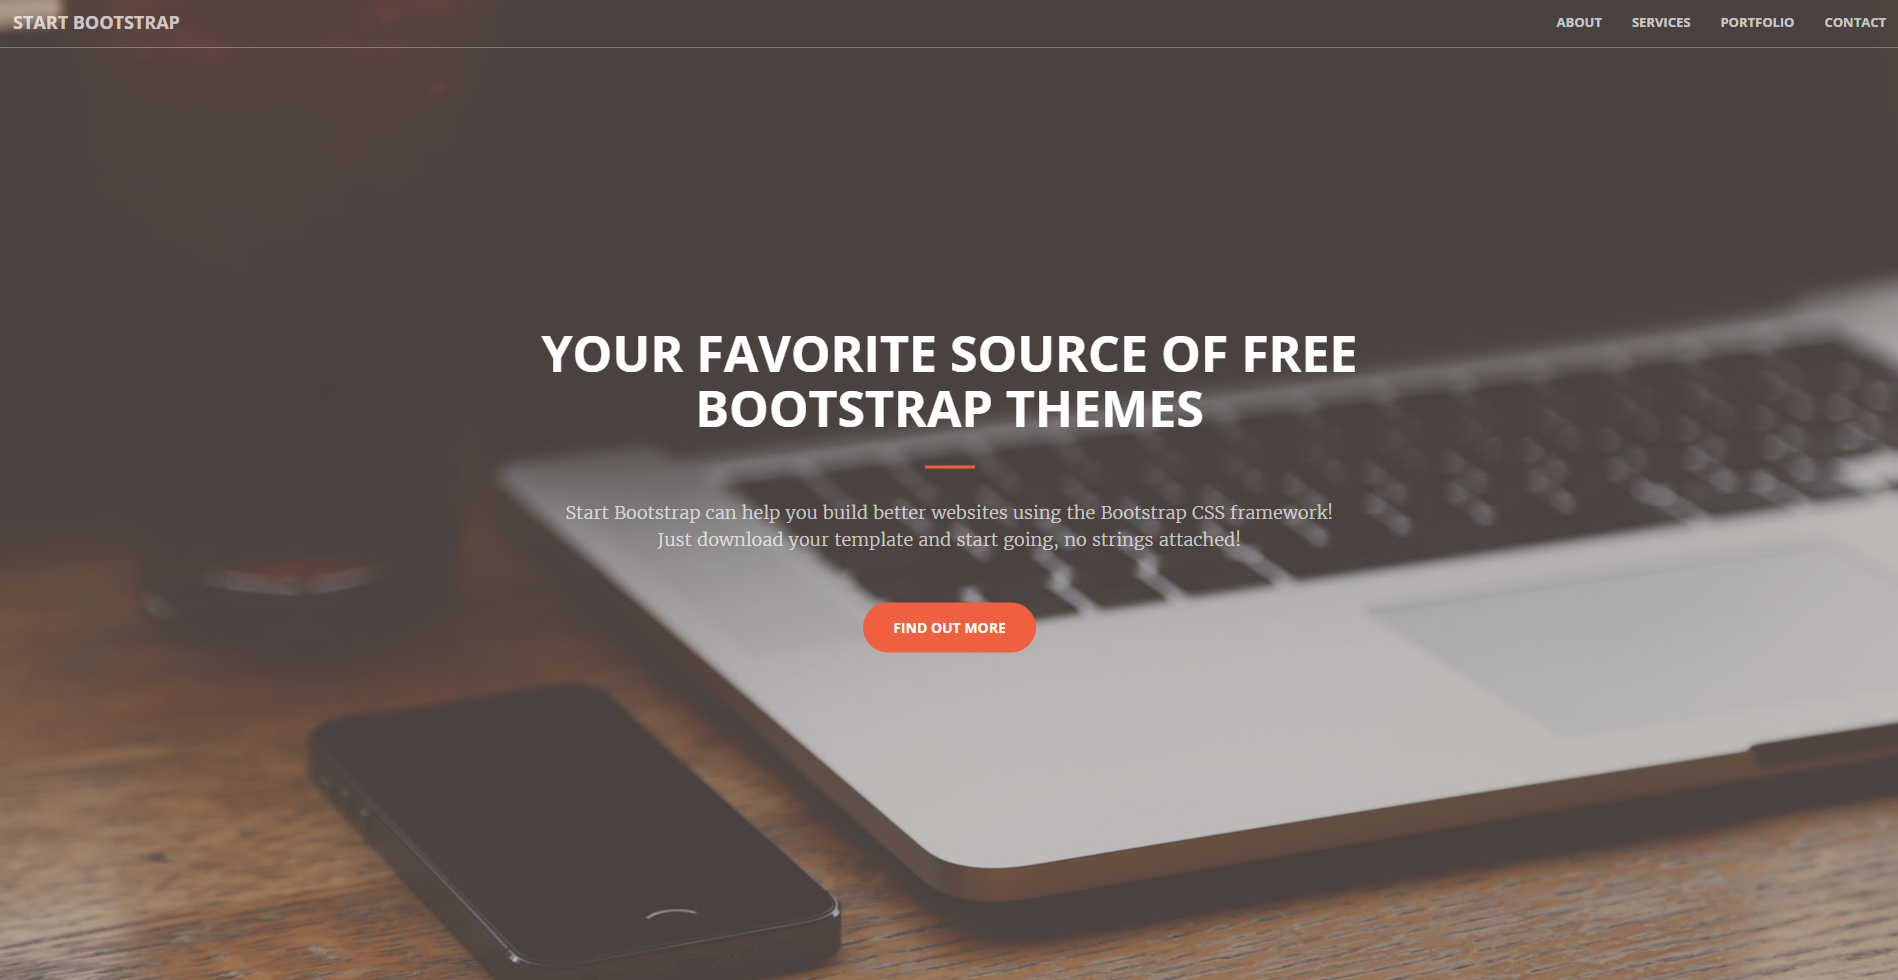 START BOOTSTRAP
ABOUT SERVICES PORTFOLIO CONTACT
YOUR FAVORITE SOURCE OF FREE
BOOTSTRAP THEMES
Start Bootstrap can help you build better websites using the Bootstrap CSS framework!
Just download your template and start going, no strings attached!
FIND OUT MORE